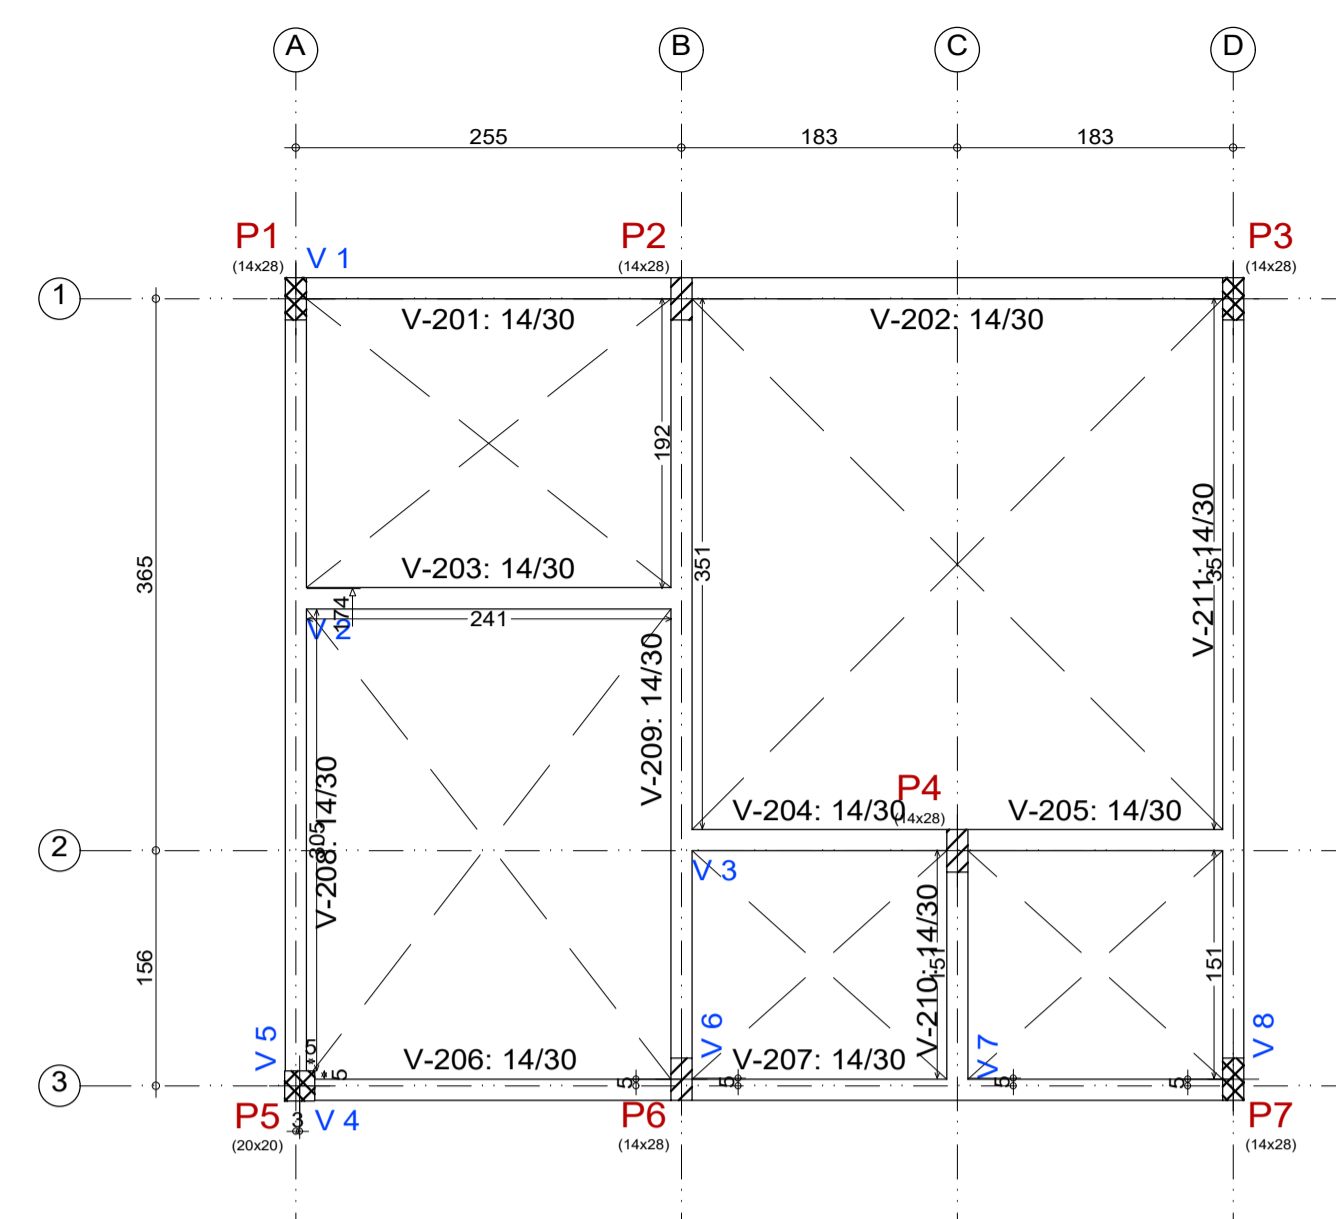 A
B
C
D
255
183
183
P1
(14x28)
V 1
P2
(14x28)
P3
(14x28)
1
V-201: 14/30
V-202: 14/30
192
365
351
V-211: 14/30
351
V-203: 14/30
174
V 2
241
V-209: 14/30
V-208: 14/30
305
P4
(14x28)
V-204: 14/30
V-205: 14/30
2
V 3
156
V-210: 14/30
151
151
V 5
5
5
V-206: 14/30
V 6
V-207: 14/30
V 7
V 8
3
5
5
5
5
P5
(20x20)
3
V 4
P6
(14x28)
P7
(14x28)